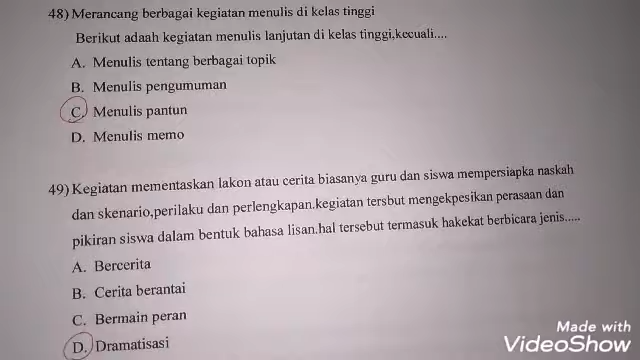 48) Merancang berbagai kegiatan menulis di kelas tinggi
Berikut adaah kegiatan menulis lanjutan di kelas tinggi,kecuali....
A. Menulis tentang berbagai topik
B. Menulis pengumuman
C. Menulis pantun
D. Menulis memo
49) Kegiatan mementaskan lakon atau cerita biasanya guru dan siswa mempersiapka naskah
dan skenario,perilaku dan perlengkapan.kegiatan tersbut mengekpesikan perasaan dan
pikiran siswa dalam bentuk bahasa lisan.hal tersebut termasuk hakekat berbicara jenis.....
A. Bercerita
B. Cerita berantai
C. Bermain peran
D. Dramatisasi
Made with
VideoShow